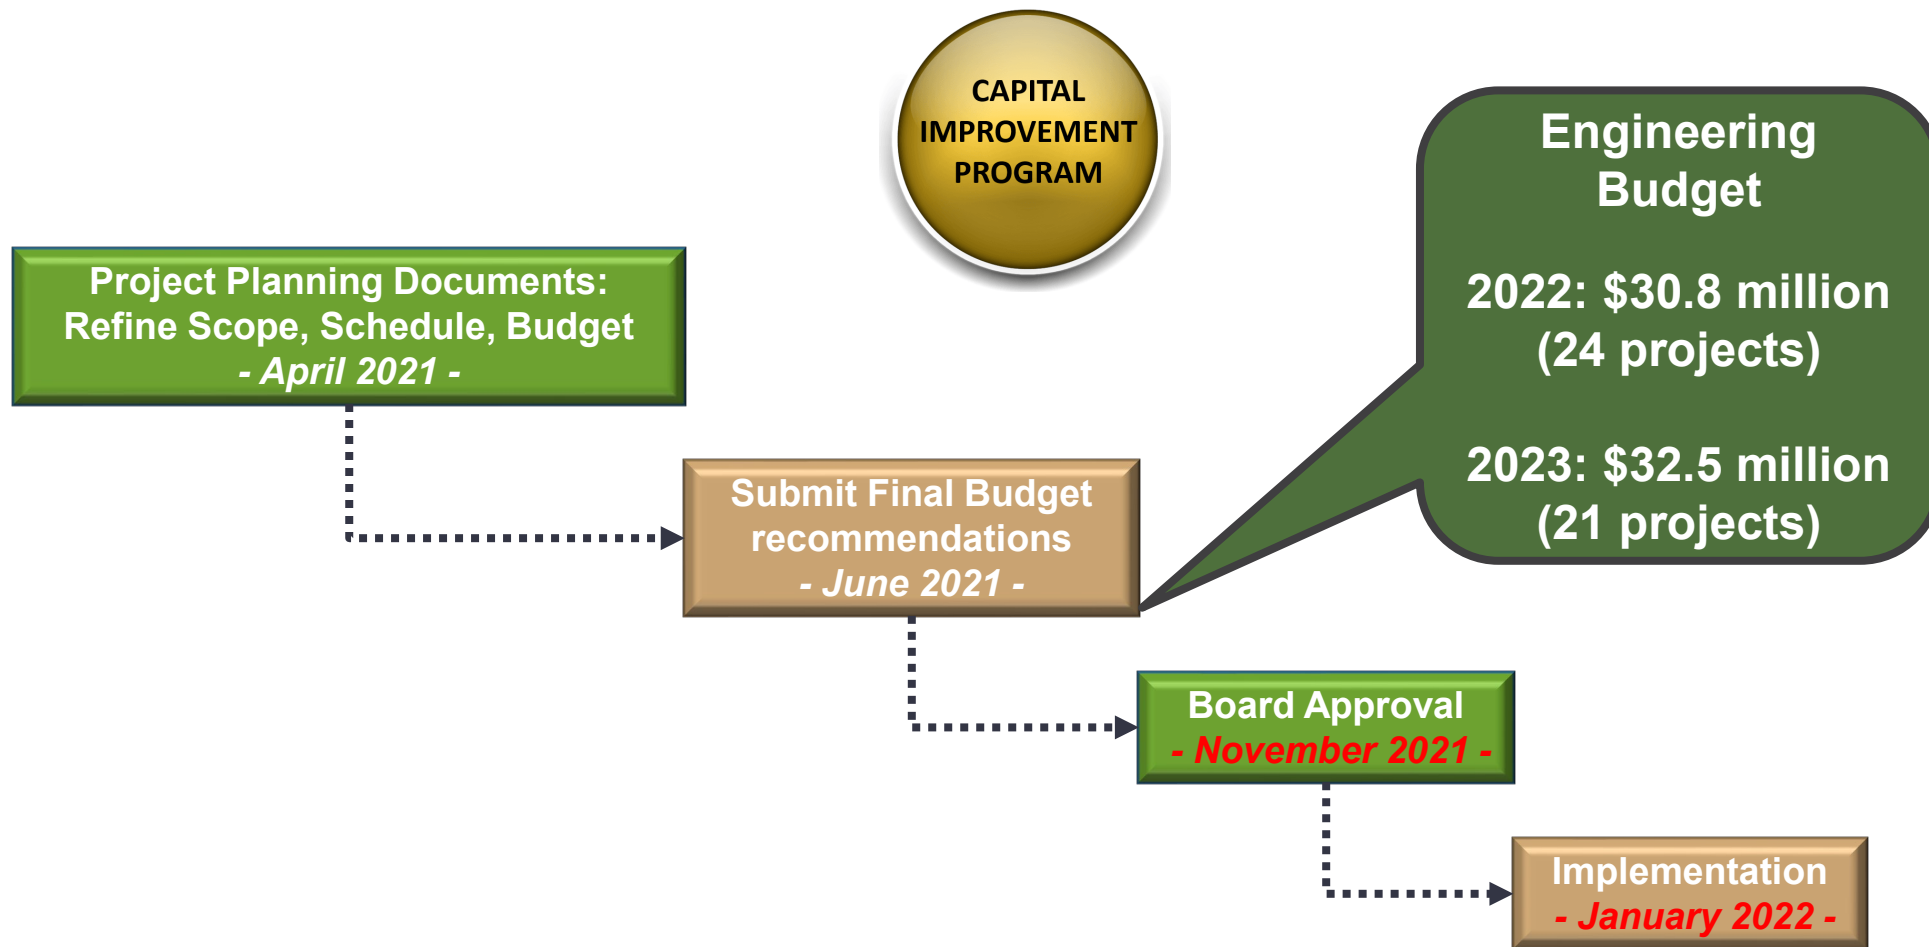 CAPITAL
IMPROVEMENT
PROGRAM
Engineering
Budget
2022: $30.8 million
(24 projects)
2023: $32.5 million
(21 projects)
Project Planning Documents:
Refine Scope, Schedule, Budget
- April 2021 -
Submit Final Budget
recommendations
- June 2021 -
Board Approval
- November 2021 -
Implementation
- January 2022 -